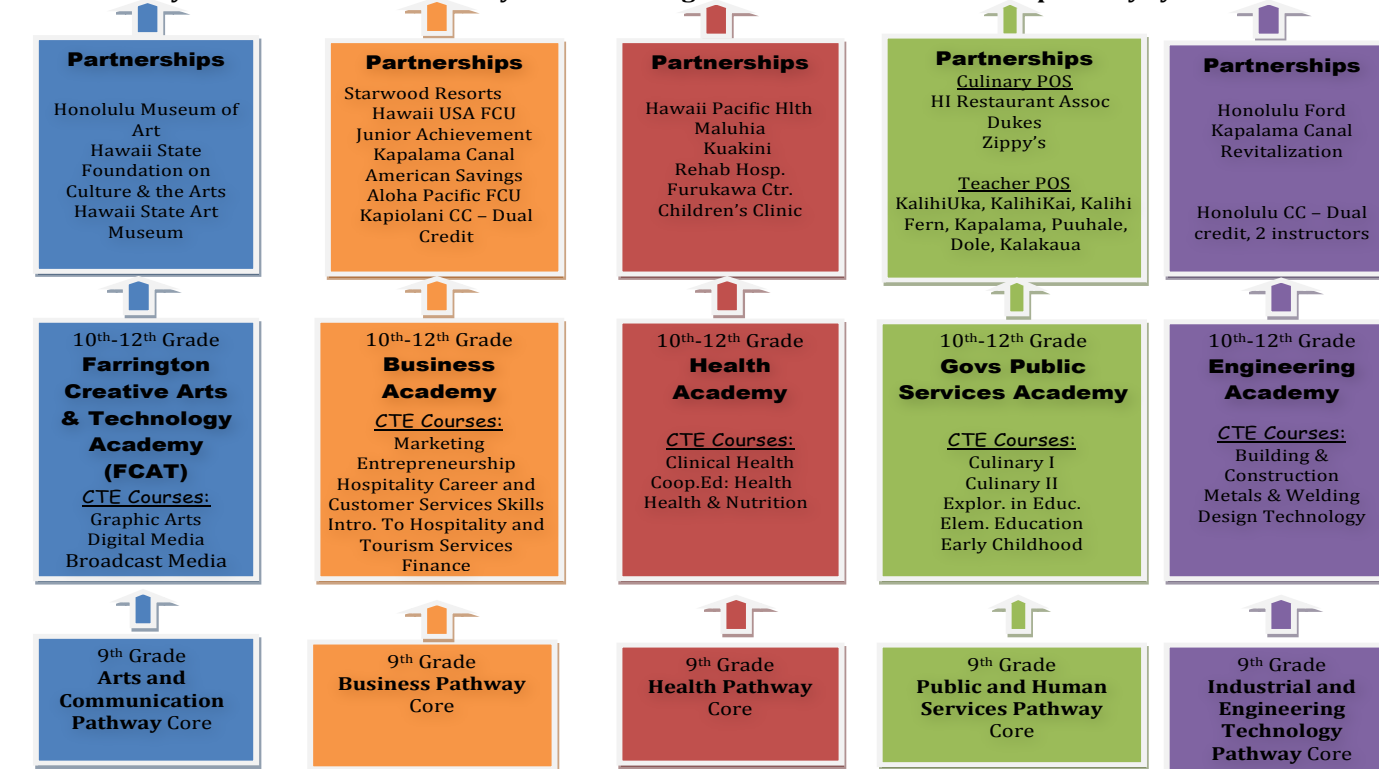 Partnerships
Honolulu Museum of
Art
Hawaii State
Foundation on
Culture & the Arts
Hawaii State Art
Museum
Partnerships
Starwood Resorts
Hawaii USA FCU
Junior Achievement
Kapalama Canal
American Savings
Aloha Pacific FCU
Kapiolani CC – Dual
Credit
Partnerships
Hawaii Pacific Hlth
Maluhia
Kuakini
Rehab Hosp.
Furukawa Ctr.
Children's Clinic
Partnerships
Culinary POS
HI Restaurant Assoc
Dukes
Zippy's
Teacher POS
KalihiUka, KalihiKai, Kalihi
Fern, Kapalama, Puuhale,
Dole, Kalakaua
Partnerships
Honolulu Ford
Kapalama Canal
Revitalization
Honolulu CC – Dual
credit, 2 instructors
10th-12th Grade
Farrington
Creative Arts
& Technology
Academy
(FCAT)
CTE Courses:
Graphic Arts
Digital Media
Broadcast Media
10th-12th Grade
Business
Academy
CTE Courses:
Marketing
Entrepreneurship
Hospitality Career and
Customer Services Skills
Intro. To Hospitality and
Tourism Services
Finance
10th-12th Grade
Health
Academy
CTE Courses:
Clinical Health
Coop.Ed: Health
Health & Nutrition
10th-12th Grade
Govs Public
Services Academy
CTE Courses:
Culinary I
Culinary II
Explor. in Educ.
Elem. Education
Early Childhood
10th-12th Grade
Engineering
Academy
CTE Courses:
Building &
Construction
Metals & Welding
Design Technology
9th Grade
Arts and
Communication
Pathway Core
9th Grade
Business Pathway
Core
9th Grade
Health Pathway
Core
9th Grade
Public and Human
Services Pathway
Core
9th Grade
Industrial and
Engineering
Technology
Pathway Core